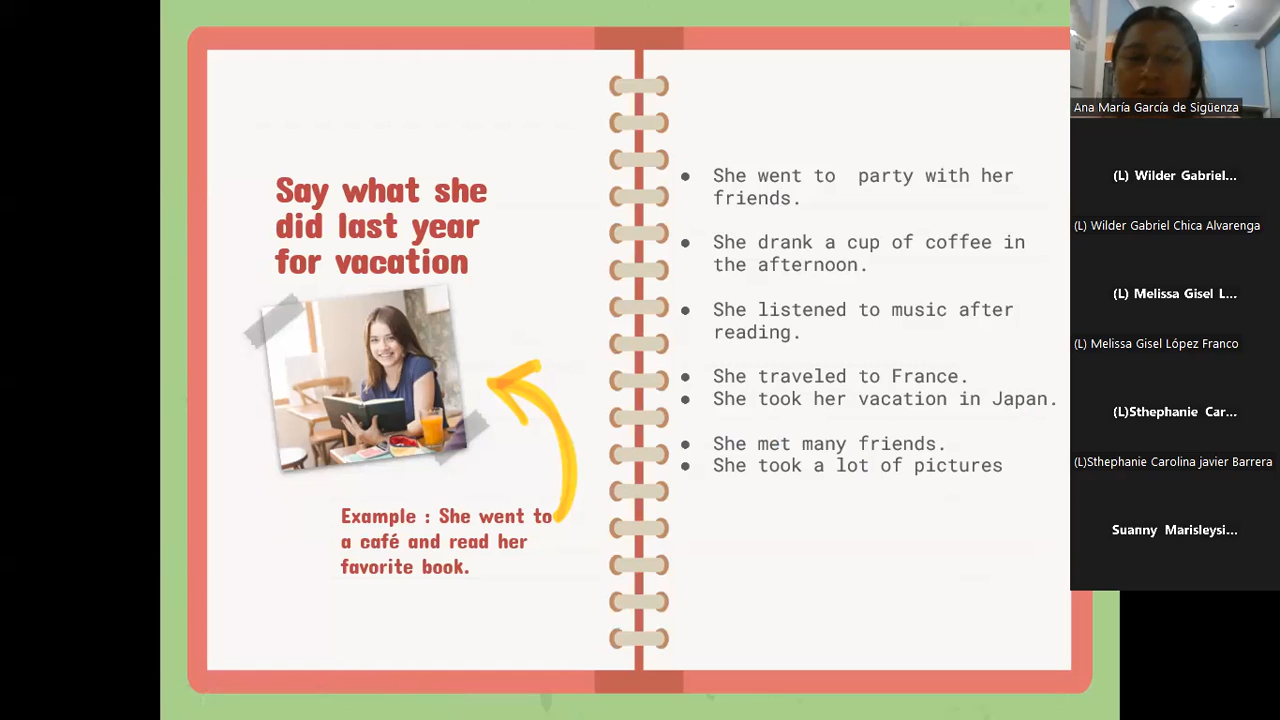 Say what she
did last year
for vacation
Example : She went to
a café and read her
favorite book.
● She went to  party with her
friends.
● She drank a cup of coffee in
the afternoon.
● She listened to music after
reading.
● She traveled to France.
● She took her vacation in Japan.
● She met many friends.
● She took a lot of pictures
Ana María García de Sigüenza
(L) Wilder Gabriel...
(L) Wilder Gabriel Chica Alvarenga
(L) Melissa Gisel L...
(L) Melissa Gisel López Franco
(L)Sthephanie Car...
(L)Sthephanie Carolina javier Barrera
Suanny Marisleysi...